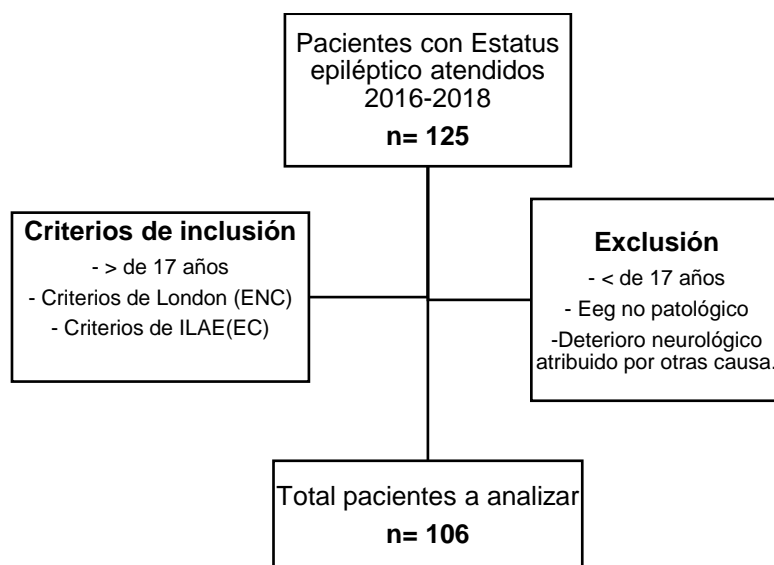 Pacientes con Estatus
epiléptico atendidos
2016-2018
n= 125
Criterios de inclusión
- > de 17 años
- Criterios de London (ENC)
- Criterios de ILAE(EC)
Exclusión
- < de 17 años
- Eeg no patológico
-Deterioro neurológico
atribuido por otras causa.
Total pacientes a analizar
n= 106